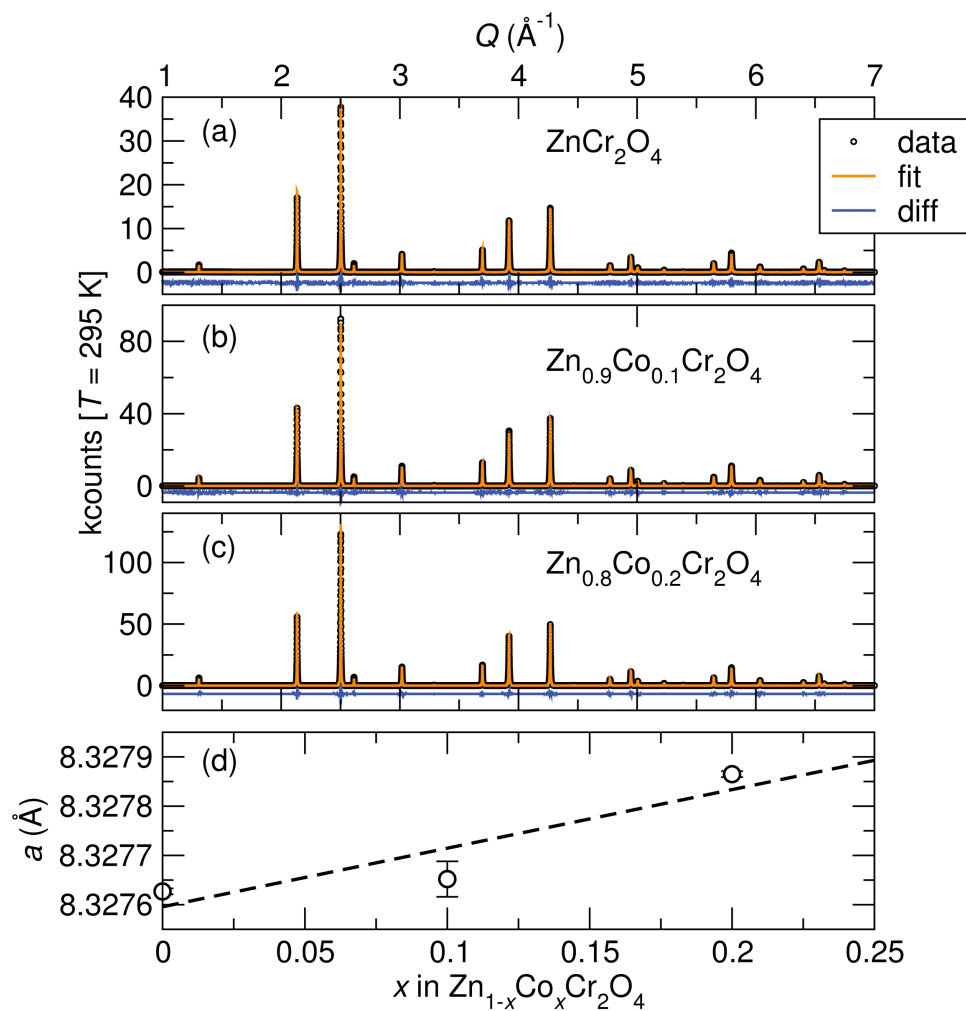 Q (Å⁻¹)
1 2 3 4 5 6 7
40
30
20
10
0
(a)
ZnCr₂O₄
data
fit
diff
kcounts [T = 295 K]
80
40
0
(b)
Zn₀.₉Co₀.₁Cr₂O₄
100
50
0
(c)
Zn₀.₈Co₀.₂Cr₂O₄
a (Å)
8.3279
8.3278
8.3277
8.3276
(d)
0 0.05 0.1 0.15 0.2 0.25
x in Zn₁₋ₓCoₓCr₂O₄